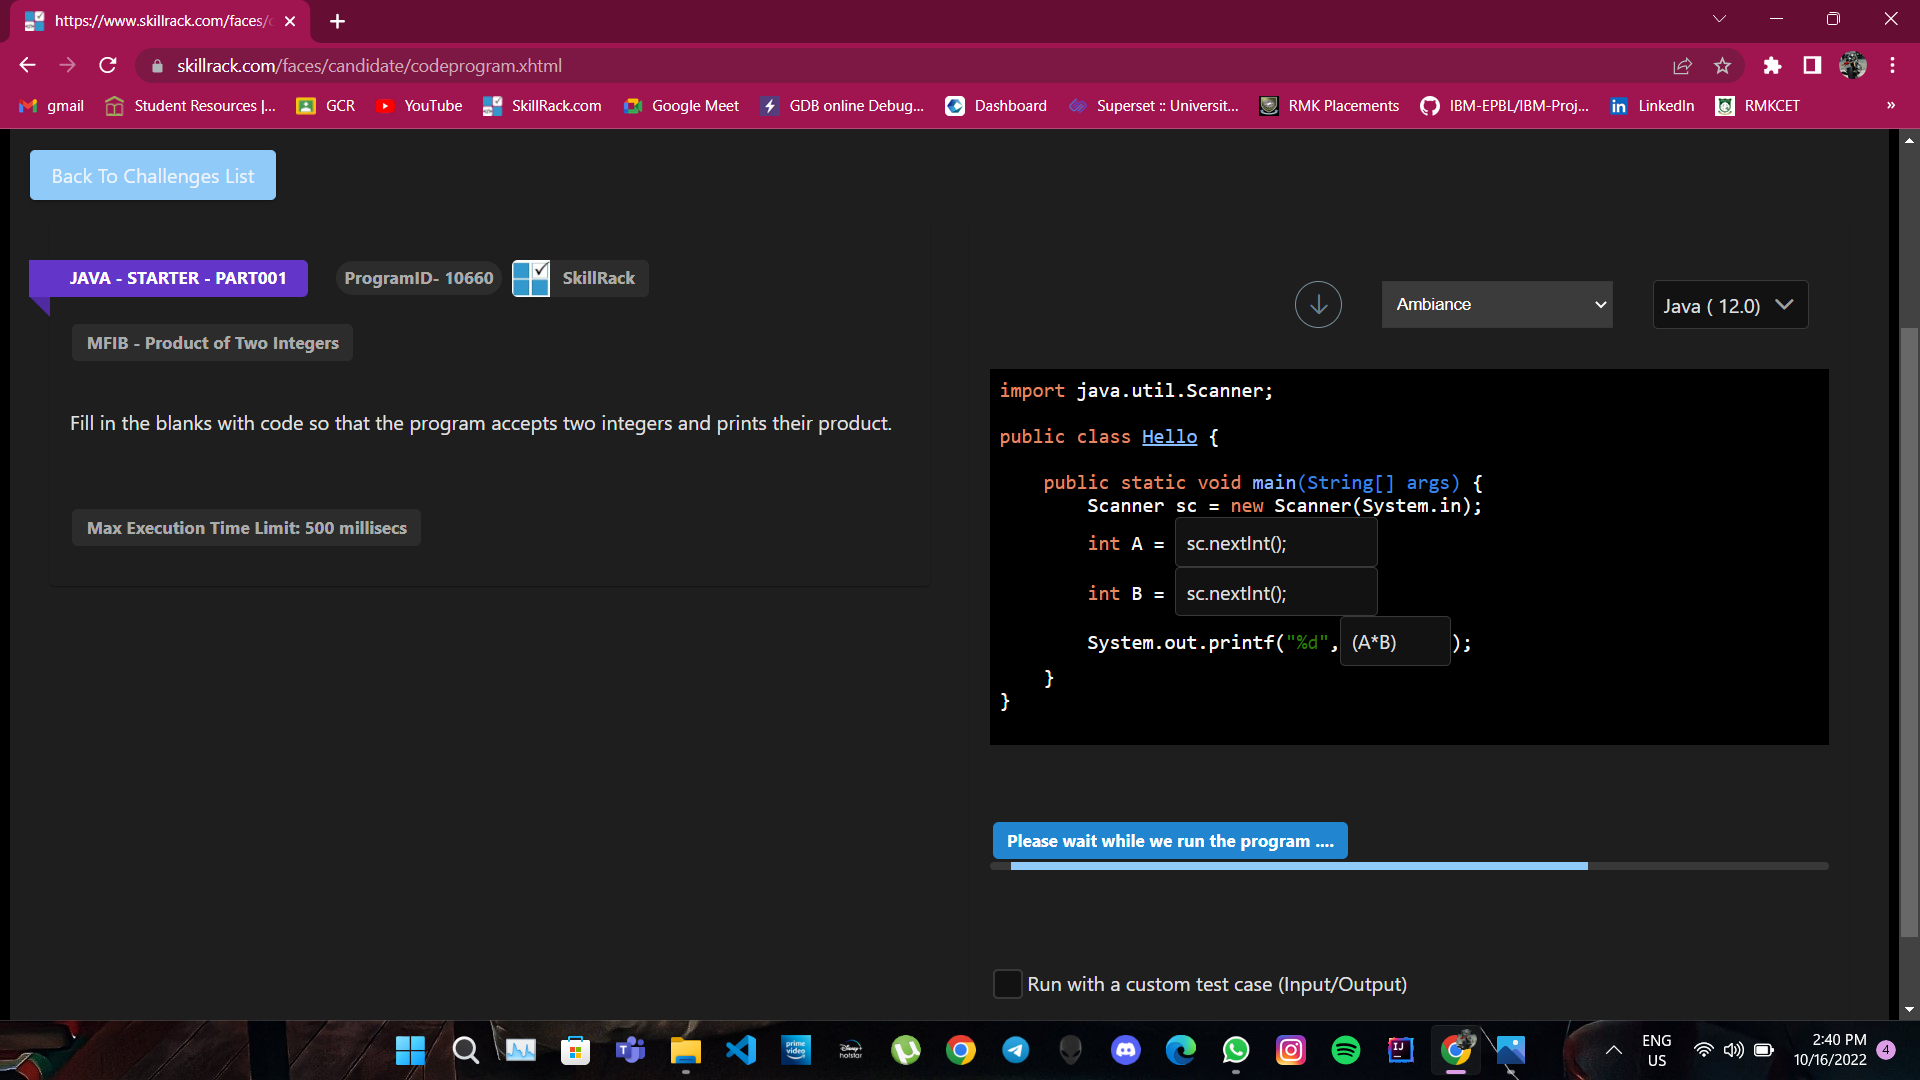 https://www.skillrack.com/faces/c
skillrack.com/faces/candidate/codeprogram.xhtml
gmail
Student Resources |...
GCR
YouTube
SkillRack.com
Google Meet
GDB online Debug...
Dashboard
Superset :: Universit...
RMK Placements
IBM-EPBL/IBM-Proj...
LinkedIn
RMKCET
»
Back To Challenges List
JAVA - STARTER - PART001
ProgramID- 10660
SkillRack
MFIB - Product of Two Integers
Fill in the blanks with code so that the program accepts two integers and prints their product.
Max Execution Time Limit: 500 millisecs
Ambiance
Java ( 12.0)
import java.util.Scanner;
public class Hello {
public static void main(String[] args) {
Scanner sc = new Scanner(System.in);
int A = sc.nextInt();
int B = sc.nextInt();
System.out.printf("%d", (A*B) );
}
}
Please wait while we run the program ....
Run with a custom test case (Input/Output)
prime video
Disney+ hotstar
ENG
US
2:40 PM
10/16/2022
4